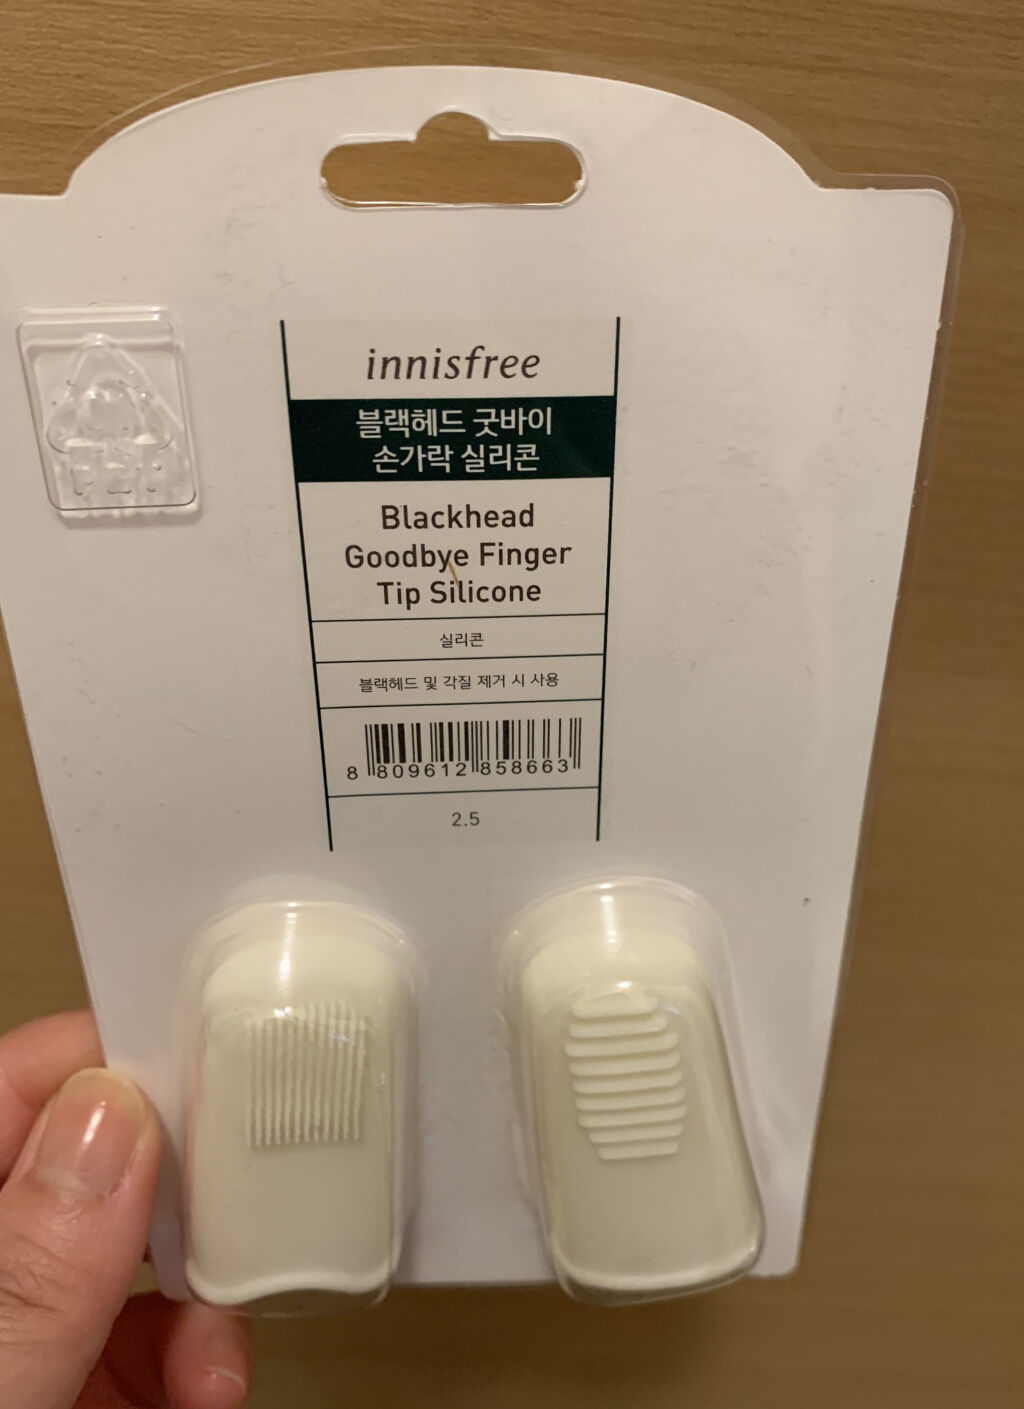 innisfree
블랙헤드 굿바이
손가락 실리콘
Blackhead
Goodbye Finger
Tip Silicone
실리콘
블랙헤드 및 각질 제거 시 사용
8 809612 858663
2.5
PET